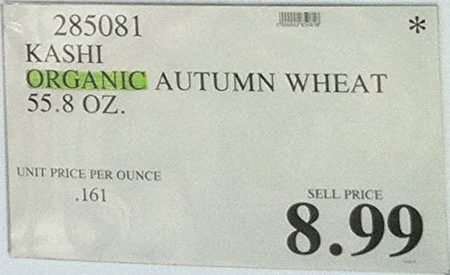 285081
*
KASHI
ORGANIC AUTUMN WHEAT
55.8 OZ.
UNIT PRICE PER OUNCE
.161
SELL PRICE
8.99